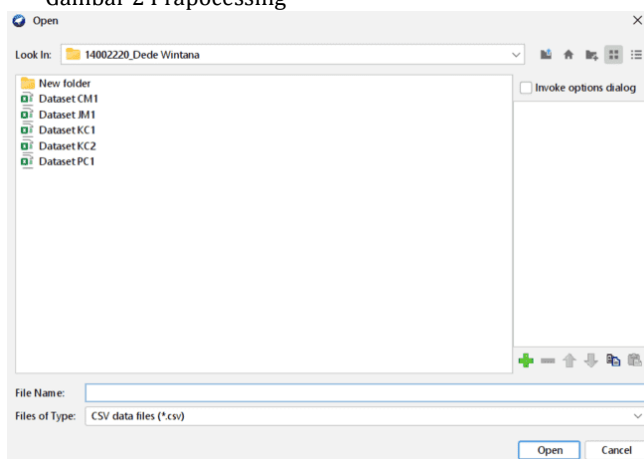 Gambar 2 Prapocessing
Open
Look In: 14002220_Dede Wintana
New folder
Invoke options dialog
Dataset CM1
Dataset JM1
Dataset KC1
Dataset KC2
Dataset PC1
File Name:
Files of Type: CSV data files (*.csv)
Open Cancel